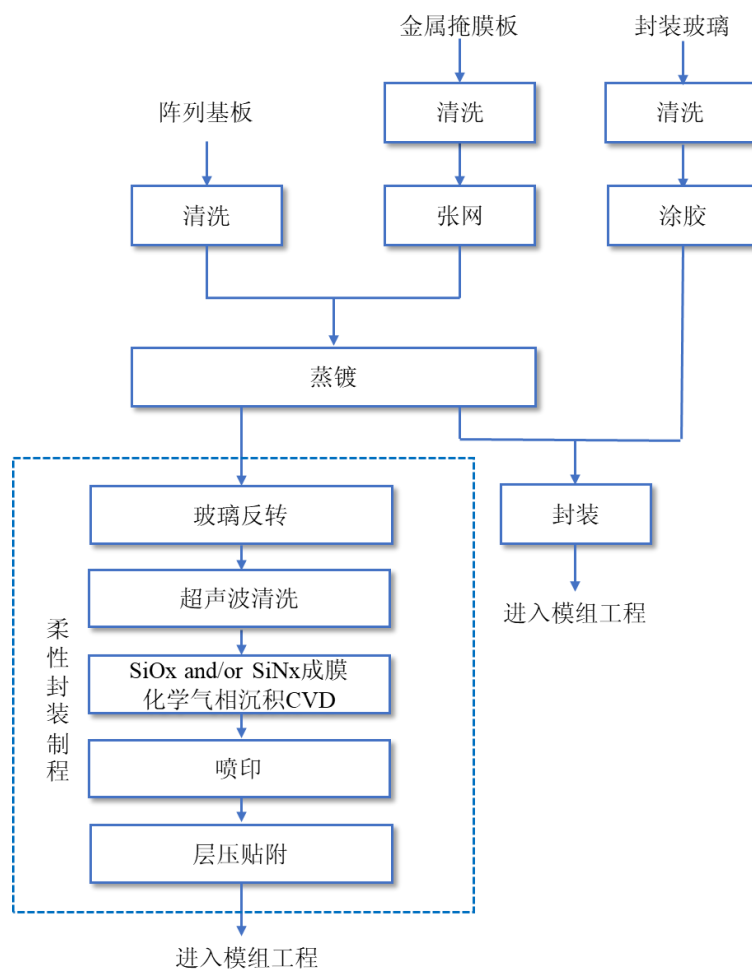 金属掩膜板
封装玻璃
阵列基板
清洗
清洗
清洗
张网
涂胶
蒸镀
玻璃反转
封装
超声波清洗
进入模组工程
柔性封装制程
SiOx and/or SiNx成膜
化学气相沉积CVD
喷印
层压贴附
进入模组工程